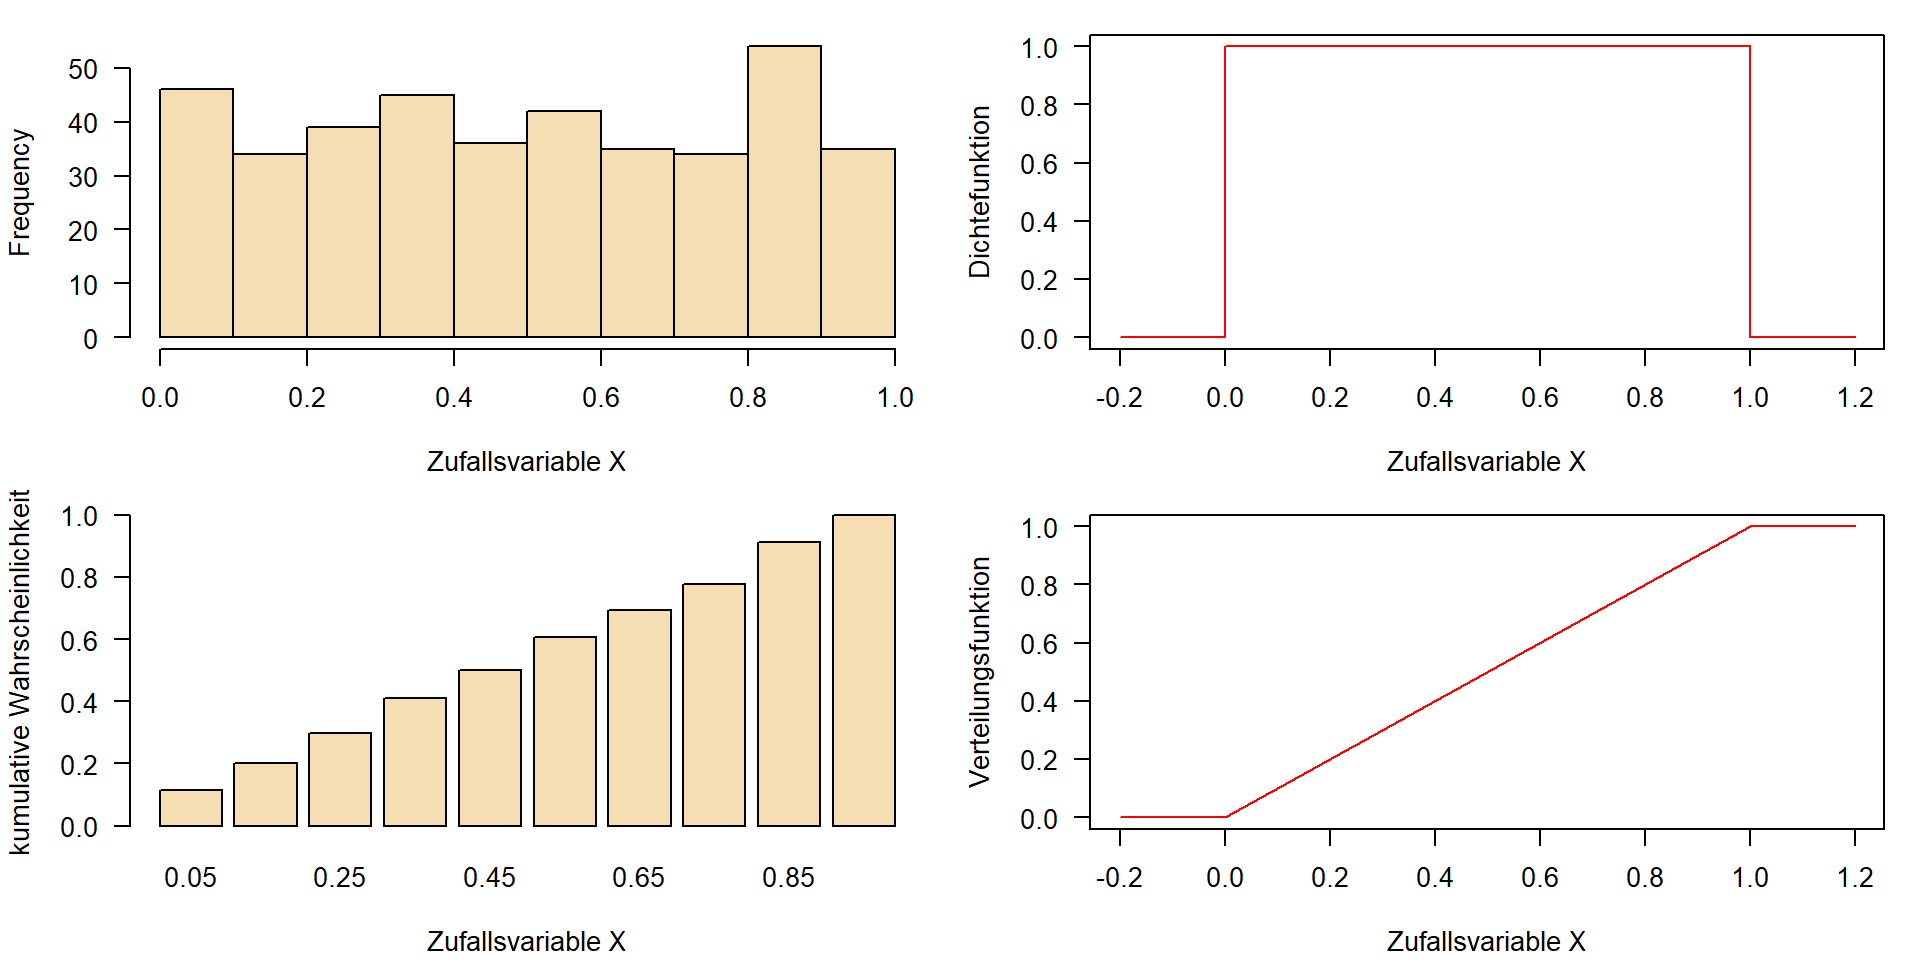 Frequency
50
40
30
20
10
0
0.0 0.2 0.4 0.6 0.8 1.0
Zufallsvariable X
Dichtefunktion
1.0
0.8
0.6
0.4
0.2
0.0
-0.2 0.0 0.2 0.4 0.6 0.8 1.0 1.2
Zufallsvariable X
kumulative Wahrscheinlichkeit
1.0
0.8
0.6
0.4
0.2
0.0
0.05 0.25 0.45 0.65 0.85
Zufallsvariable X
Verteilungsfunktion
1.0
0.8
0.6
0.4
0.2
0.0
-0.2 0.0 0.2 0.4 0.6 0.8 1.0 1.2
Zufallsvariable X